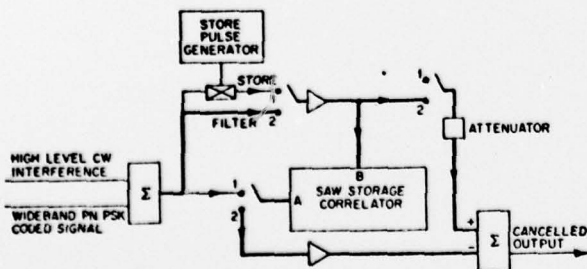 STORE
PULSE
GENERATOR
STORE
1
2
FILTER
1
2
ATTENUATOR
HIGH LEVEL CW
INTERFERENCE
Σ
WIDEBAND PN PSK
CODED SIGNAL
1
2
A
B
SAW STORAGE
CORRELATOR
+
-
Σ
CANCELLED
OUTPUT